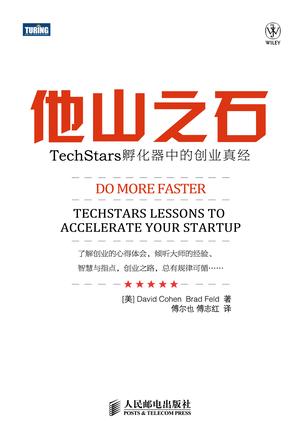 TURING
WILEY
他山之石
TechStars孵化器中的创业真经
DO MORE FASTER
TECHSTARS LESSONS TO
ACCELERATE YOUR STARTUP
了解创业的心得体会，倾听大师的经验、
智慧与指点，创业之路，总有规律可循……
★★★★★
[美] David Cohen Brad Feld 著
傅尔也 傅志红 译
人民邮电出版社
POSTS & TELECOM PRESS